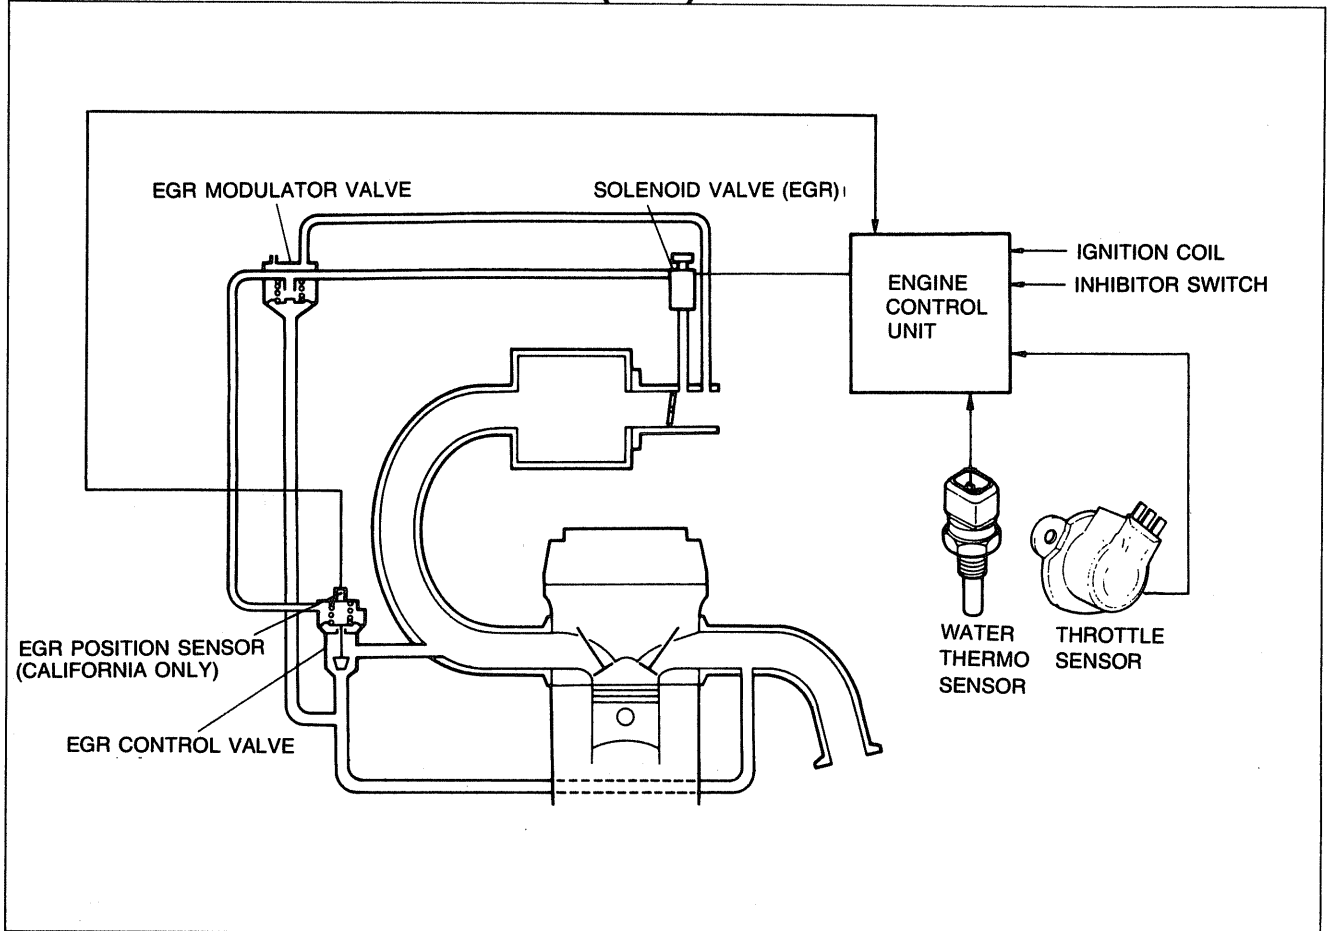 EGR MODULATOR VALVE
SOLENOID VALVE (EGR)
ENGINE
CONTROL
UNIT
IGNITION COIL
INHIBITOR SWITCH
EGR POSITION SENSOR
(CALIFORNIA ONLY)
EGR CONTROL VALVE
WATER
THERMO
SENSOR
THROTTLE
SENSOR